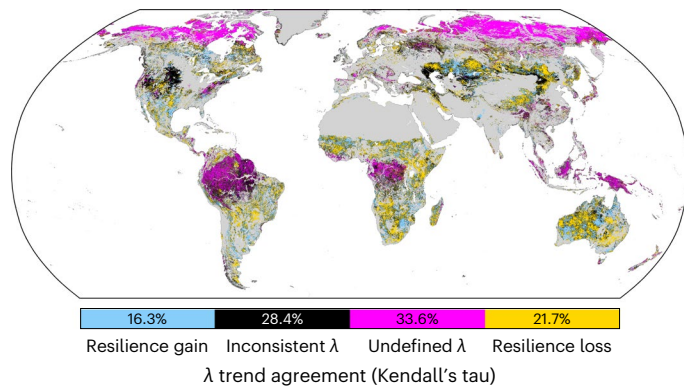 16.3% 28.4% 33.6% 21.7%
Resilience gain Inconsistent λ Undefined λ Resilience loss
λ trend agreement (Kendall's tau)